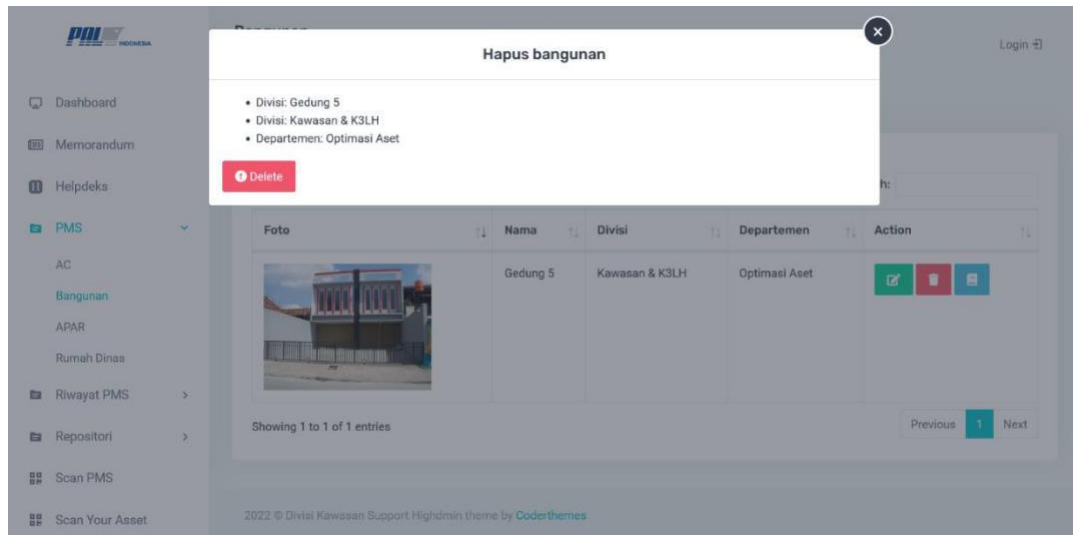 PAL INDONESIA
Hapus bangunan
Login
• Divisi: Gedung 5
• Divisi: Kawasan & K3LH
• Departemen: Optimasi Aset
Delete
Dashboard
Memorandum
Helpdeks
PMS
AC
Bangunan
APAR
Rumah Dinas
Riwayat PMS
Repositori
Scan PMS
Scan Your Asset
h:
Foto Nama Divisi Departemen Action
Gedung 5 Kawasan & K3LH Optimasi Aset
Showing 1 to 1 of 1 entries
Previous 1 Next
2022 © Divisi Kawasan Support Highdmin theme by Coderthemes